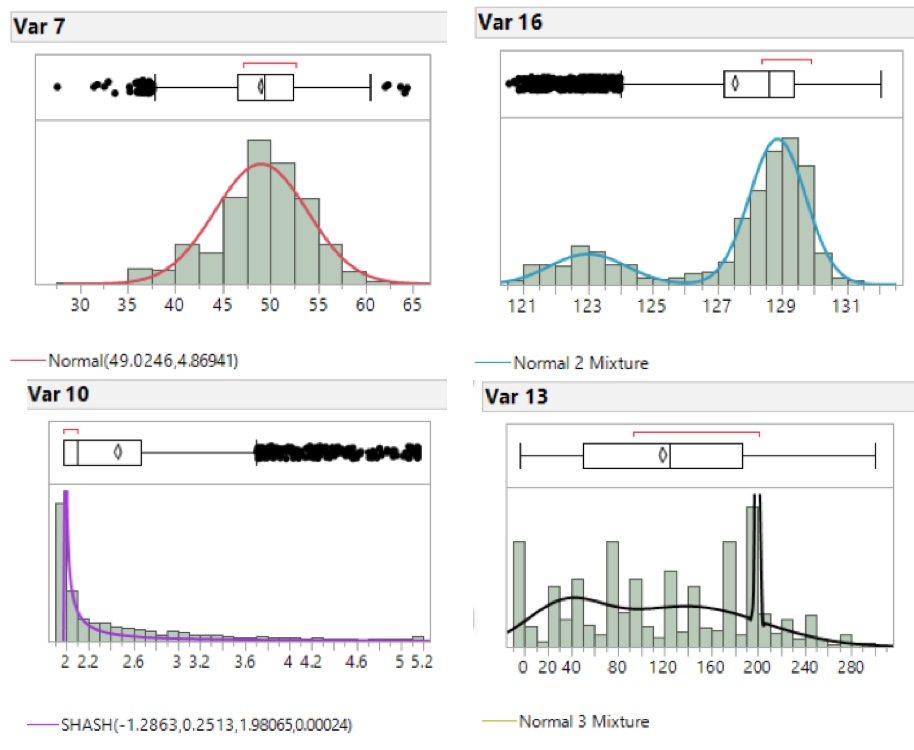 Var 7
30 35 40 45 50 55 60 65
Normal(49.0246,4.86941)
Var 16
121 123 125 127 129 131
Normal 2 Mixture
Var 10
2 2.2 2.6 3 3.2 3.6 4 4.2 4.6 5 5.2
SHASH(-1.2863,0.2513,1.98065,0.00024)
Var 13
0 20 40 80 120 160 200 240 280
Normal 3 Mixture